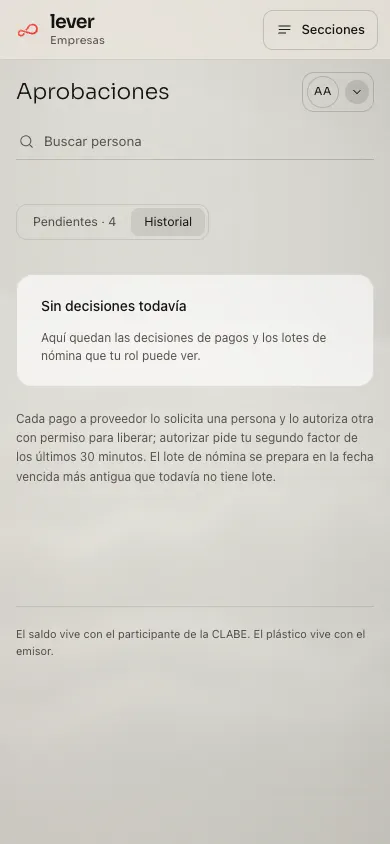 lever
Empresas
Secciones
Aprobaciones
AA
Buscar persona
Pendientes · 4
Historial
Sin decisiones todavía
Aquí quedan las decisiones de pagos y los lotes de
nómina que tu rol puede ver.
Cada pago a proveedor lo solicita una persona y lo autoriza otra
con permiso para liberar; autorizar pide tu segundo factor de
los últimos 30 minutos. El lote de nómina se prepara en la fecha
vencida más antigua que todavía no tiene lote.
El saldo vive con el participante de la CLABE. El plástico vive con el
emisor.